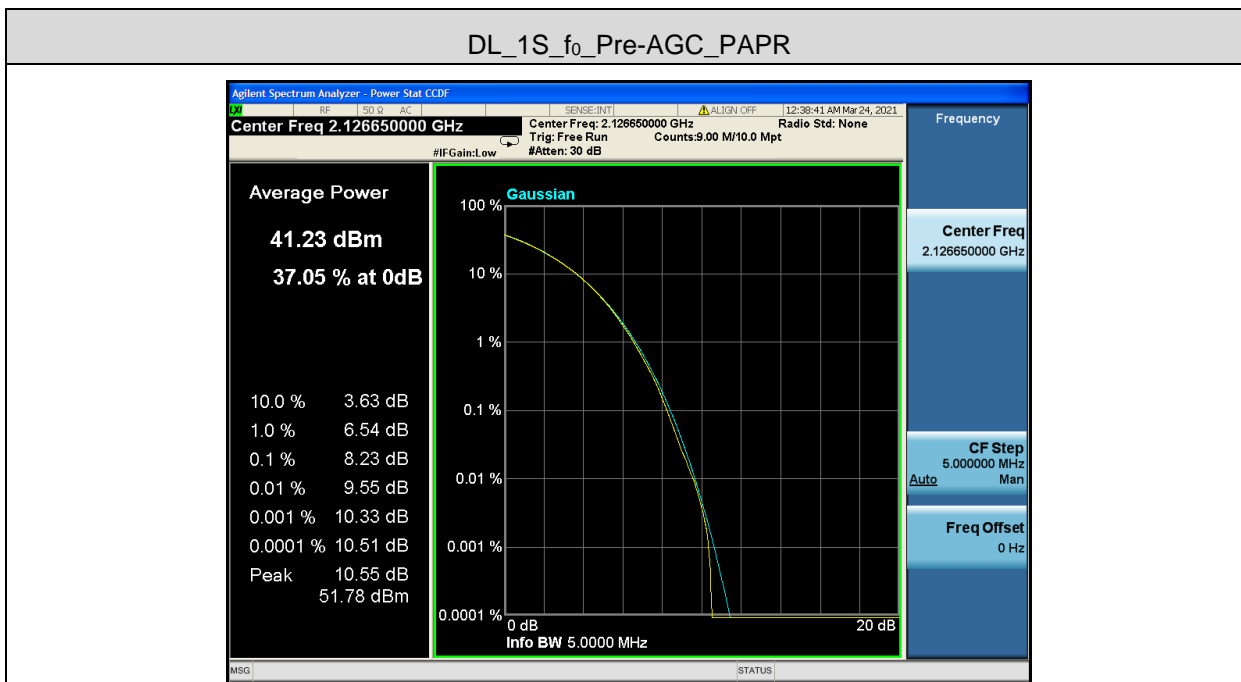 DL_1S_f0_Pre-AGC_PAPR
Agilent Spectrum Analyzer - Power Stat CCDF
LXI RF 50 Ω AC SENSE:INT ALIGN OFF 12:38:41 AM Mar 24, 2021
Center Freq 2.126650000 GHz
#IFGain:Low
Center Freq: 2.126650000 GHz Radio Std: None
Trig: Free Run Counts:9.00 M/10.0 Mpt
#Atten: 30 dB
Average Power
41.23 dBm
37.05 % at 0dB
10.0 % 3.63 dB
1.0 % 6.54 dB
0.1 % 8.23 dB
0.01 % 9.55 dB
0.001 % 10.33 dB
0.0001 % 10.51 dB
Peak 10.55 dB
51.78 dBm
Gaussian
100 %
10 %
1 %
0.1 %
0.01 %
0.001 %
0.0001 %
0 dB 20 dB
Info BW 5.0000 MHz
Frequency
Center Freq
2.126650000 GHz
CF Step
5.000000 MHz
Auto Man
Freq Offset
0 Hz
MSG STATUS